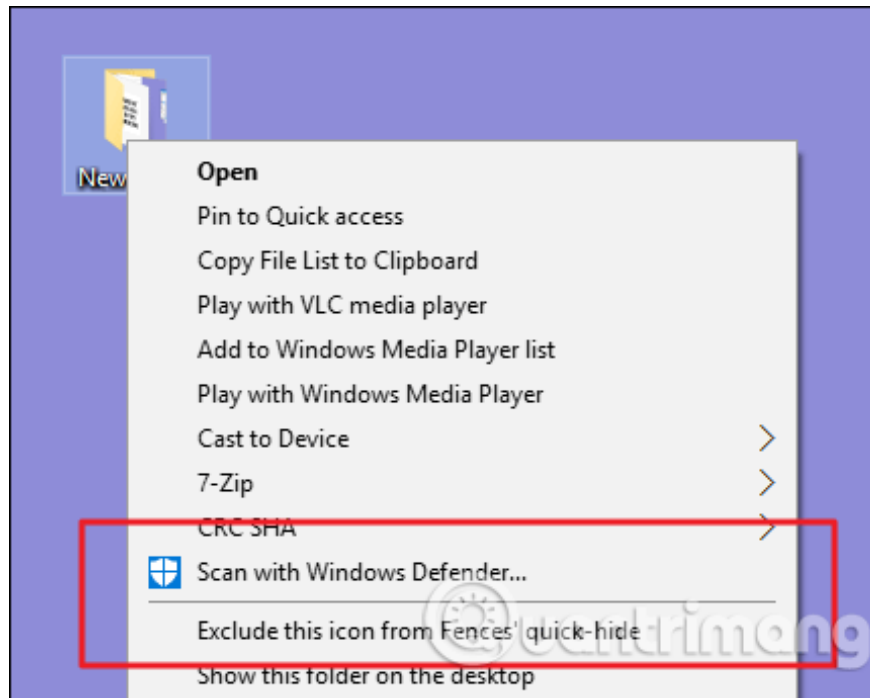 New
Open
Pin to Quick access
Copy File List to Clipboard
Play with VLC media player
Add to Windows Media Player list
Play with Windows Media Player
Cast to Device
7-Zip
CRC SHA
Scan with Windows Defender...
Exclude this icon from Fences' quick-hide
Quantrimang
Show this folder on the desktop